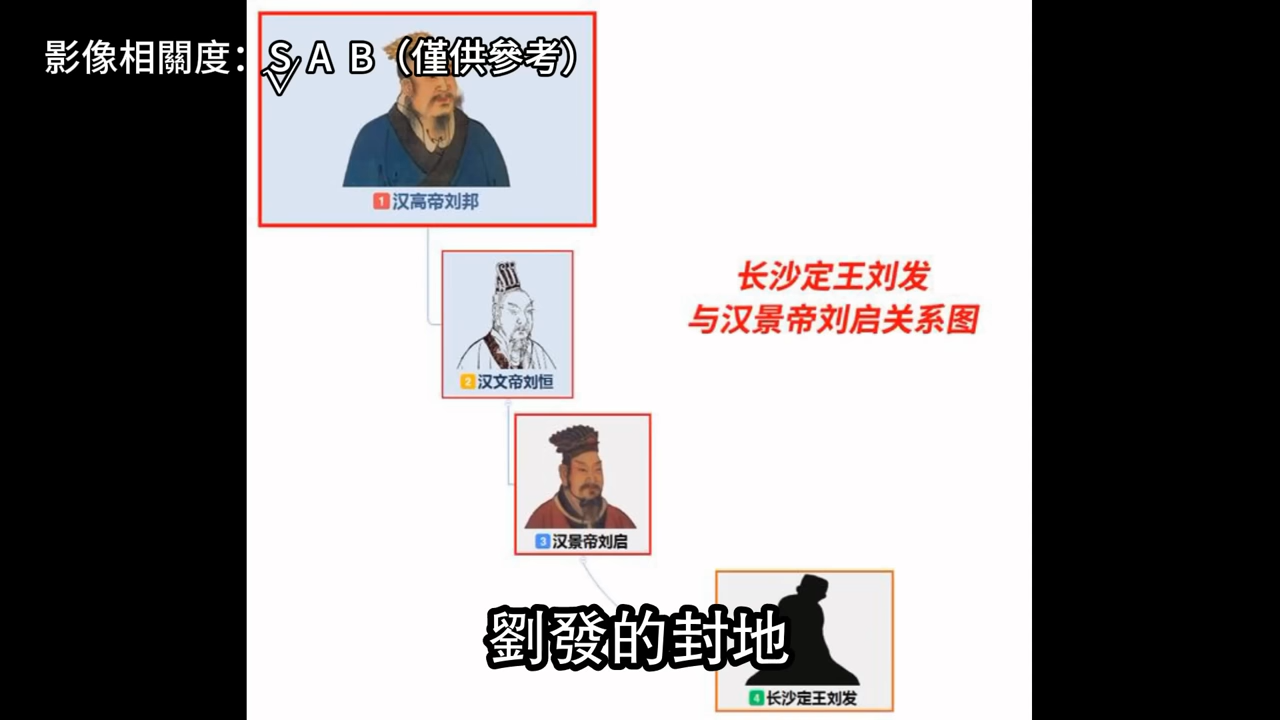 影像相關度：S A B（僅供參考）
1 汉高帝刘邦
长沙定王刘发
与汉景帝刘启关系图
2 汉文帝刘恒
3 汉景帝刘启
劉發的封地
4 长沙定王刘发